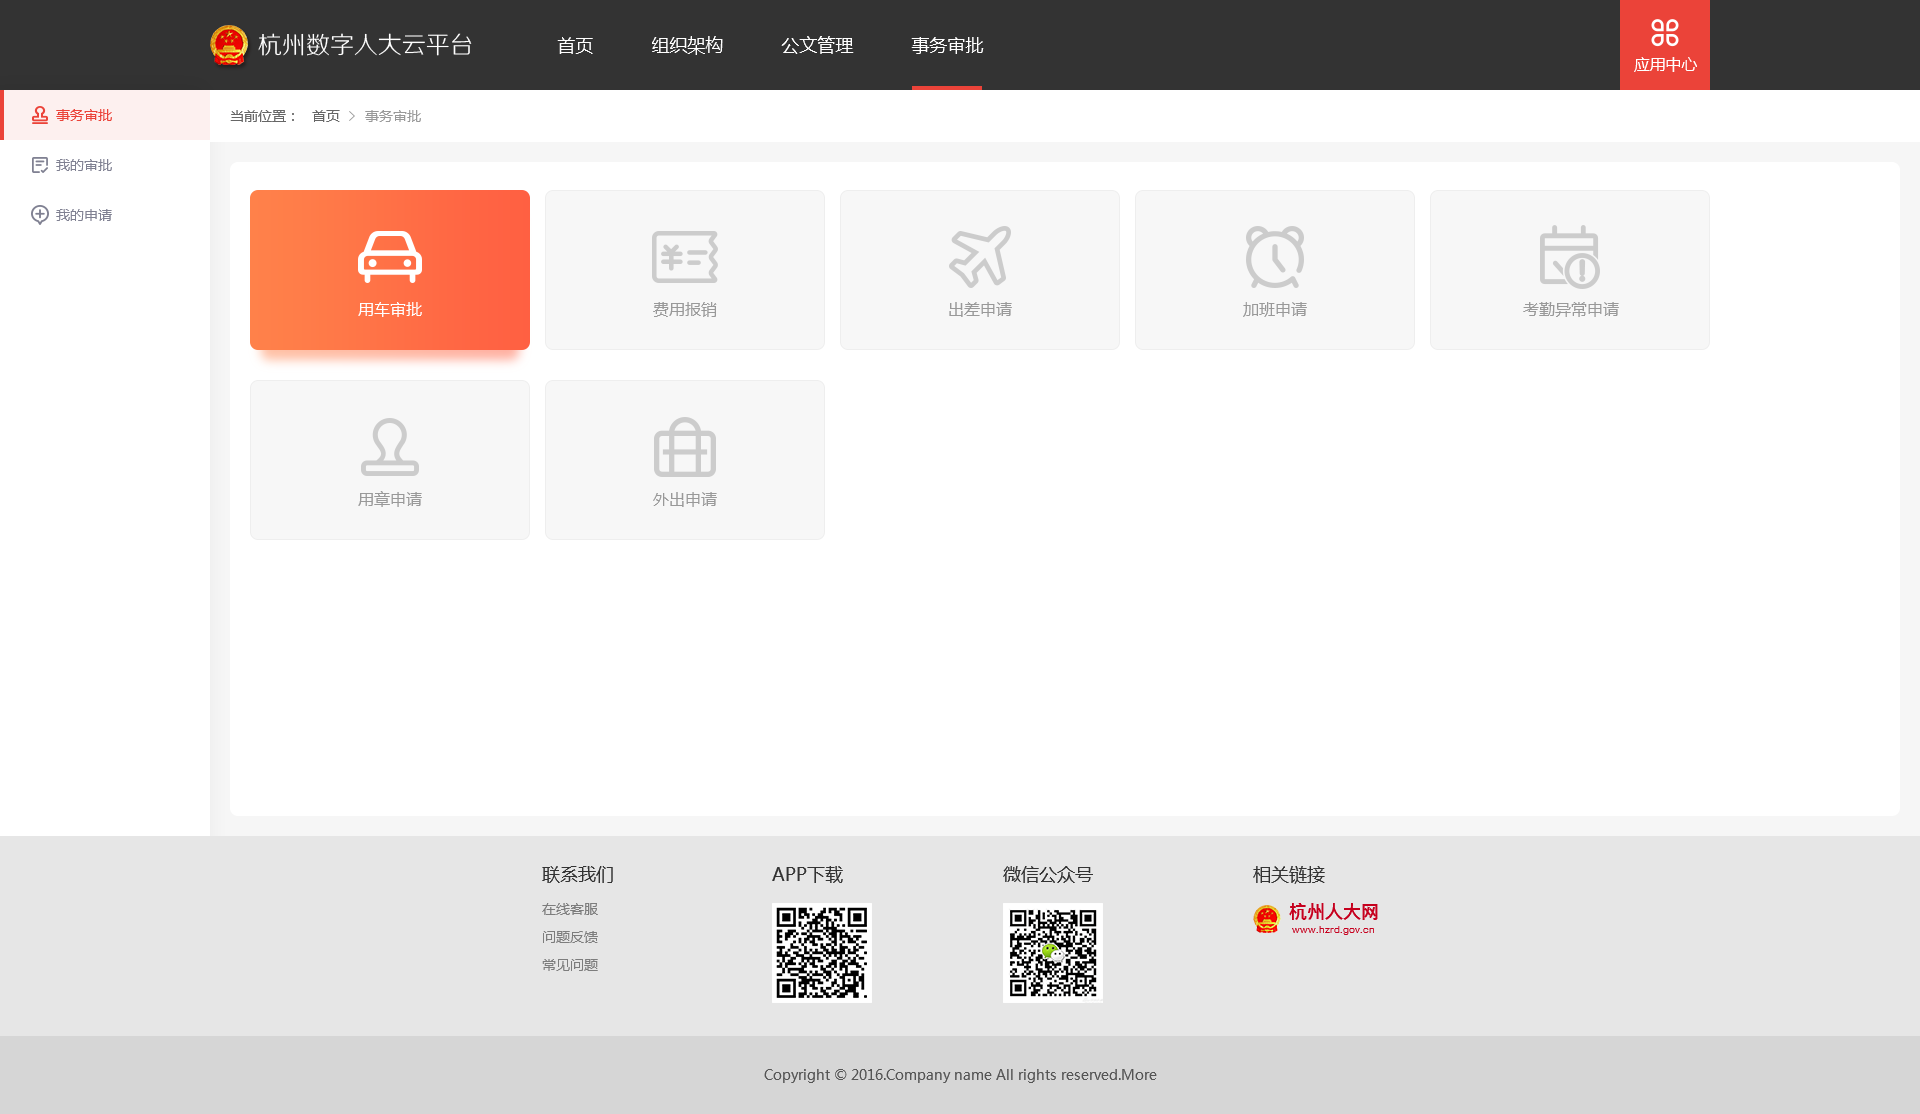 杭州数字人大云平台
首页
组织架构
公文管理
事务审批
应用中心
事务审批
我的审批
我的申请
当前位置：
首页
事务审批
用车审批
费用报销
出差申请
加班申请
考勤异常申请
用章申请
外出申请
联系我们
在线客服
问题反馈
常见问题
APP下载
微信公众号
相关链接
杭州人大网
www.hzrd.gov.cn
Copyright © 2016.Company name All rights reserved.More